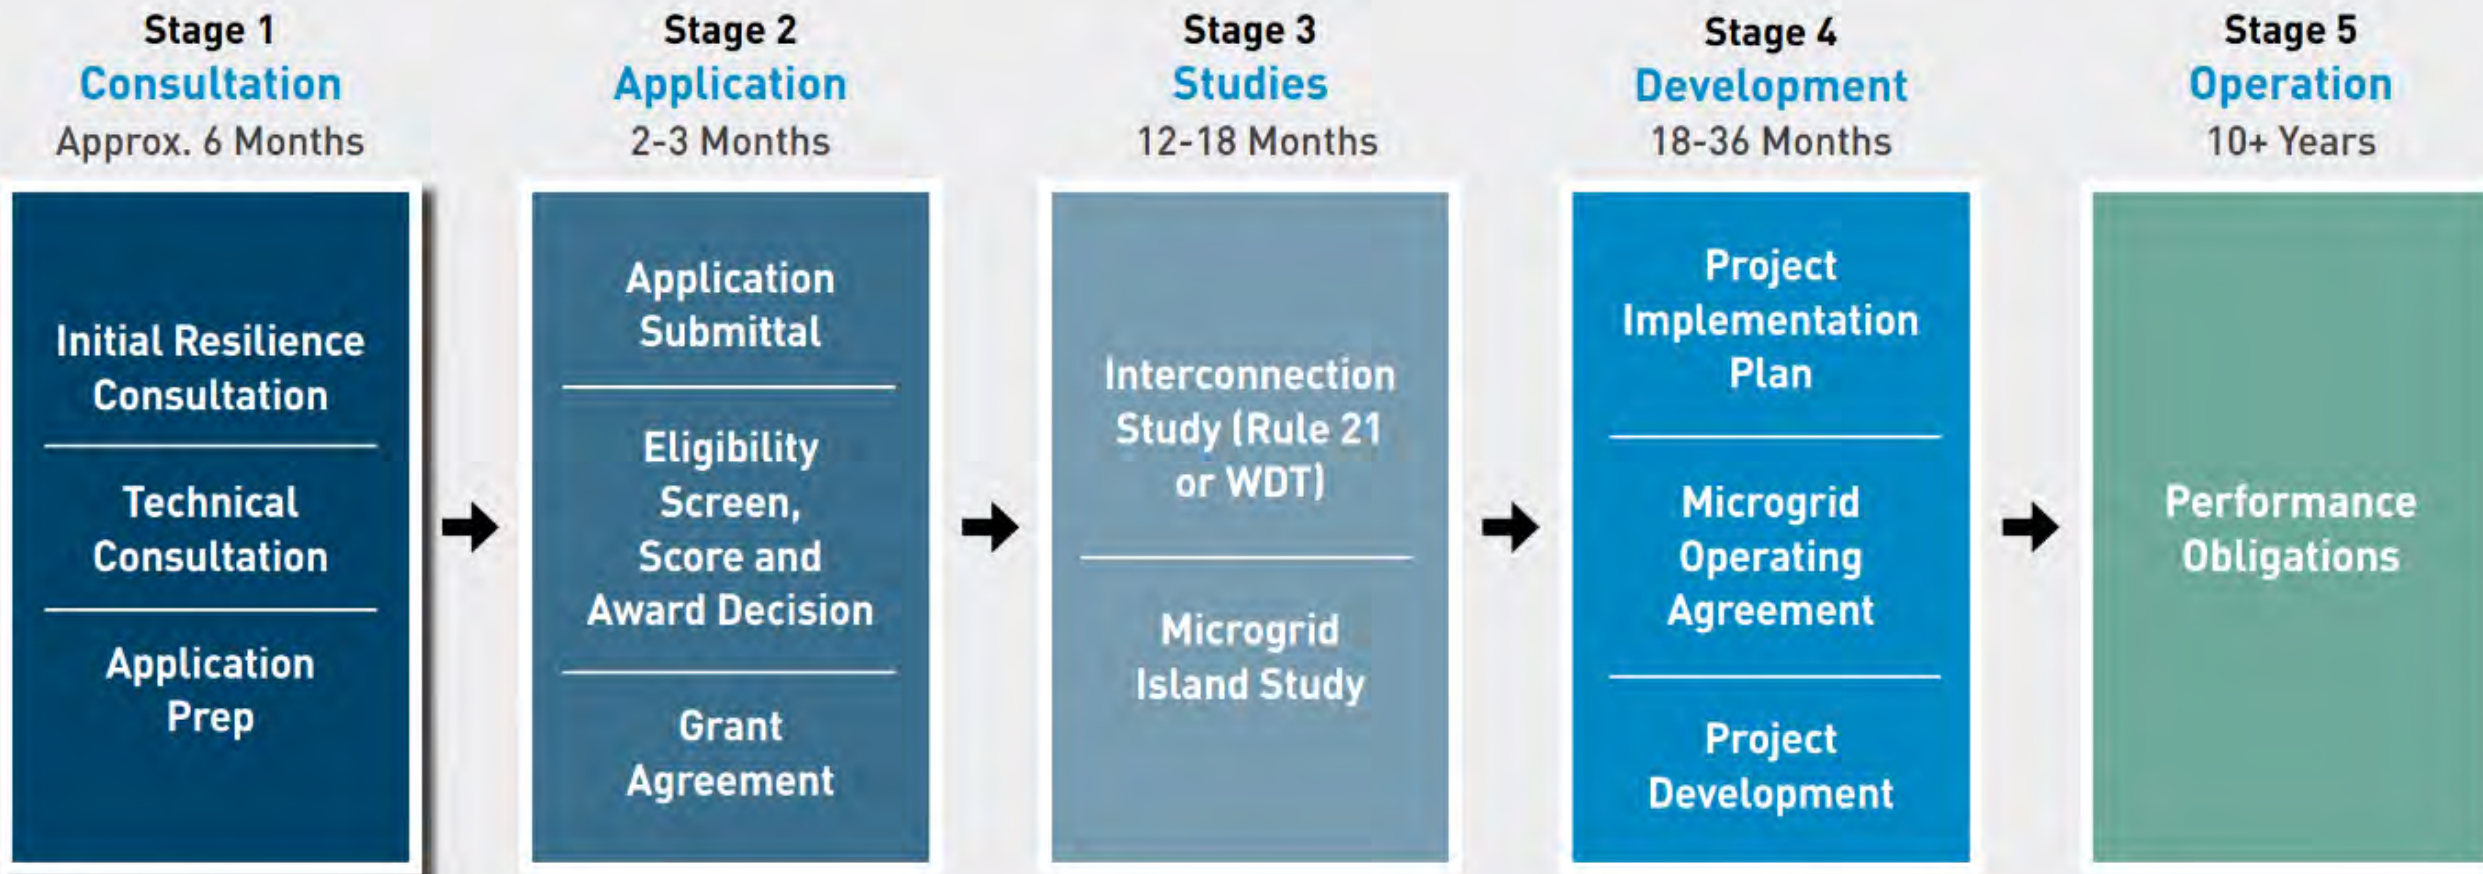 Stage 1
Consultation
Approx. 6 Months
Initial Resilience
Consultation
Technical
Consultation
Application
Prep
Stage 2
Application
2-3 Months
Application
Submittal
Eligibility
Screen,
Score and
Award Decision
Grant
Agreement
Stage 3
Studies
12-18 Months
Interconnection
Study (Rule 21
or WDT)
Microgrid
Island Study
Stage 4
Development
18-36 Months
Project
Implementation
Plan
Microgrid
Operating
Agreement
Project
Development
Stage 5
Operation
10+ Years
Performance
Obligations